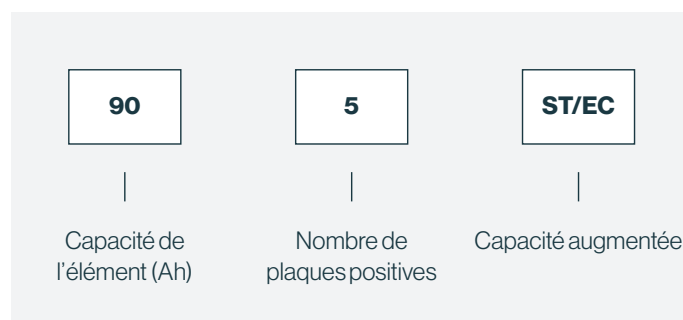 90
5
ST/EC
Capacité de
l'élément (Ah)
Nombre de
plaques positives
Capacité augmentée